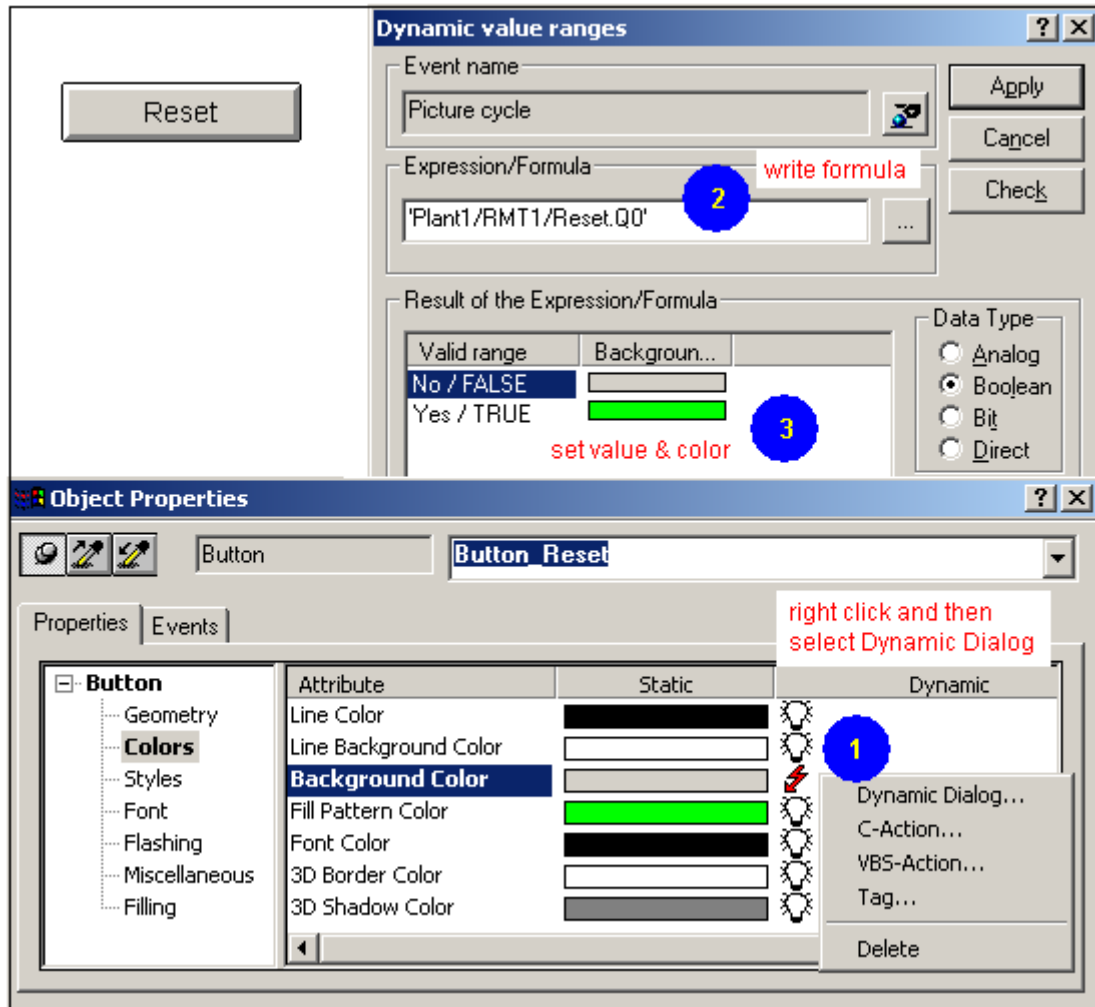 Reset
Dynamic value ranges
Event name
Picture cycle
Apply
Cancel
Check
Expression/Formula
write formula
2
'Plant1/RMT1/Reset.Q0'
...
Result of the Expression/Formula
Valid range Backgroun...
No / FALSE
Yes / TRUE
set value & color
3
Data Type
Analog
Boolean
Bit
Direct
Object Properties
Button
Button_Reset
Properties Events
right click and then
select Dynamic Dialog
Button
Geometry
Colors
Styles
Font
Flashing
Miscellaneous
Filling
Attribute Static Dynamic
Line Color
Line Background Color
Background Color
Fill Pattern Color
Font Color
3D Border Color
3D Shadow Color
1
Dynamic Dialog...
C-Action...
VBS-Action...
Tag...
Delete